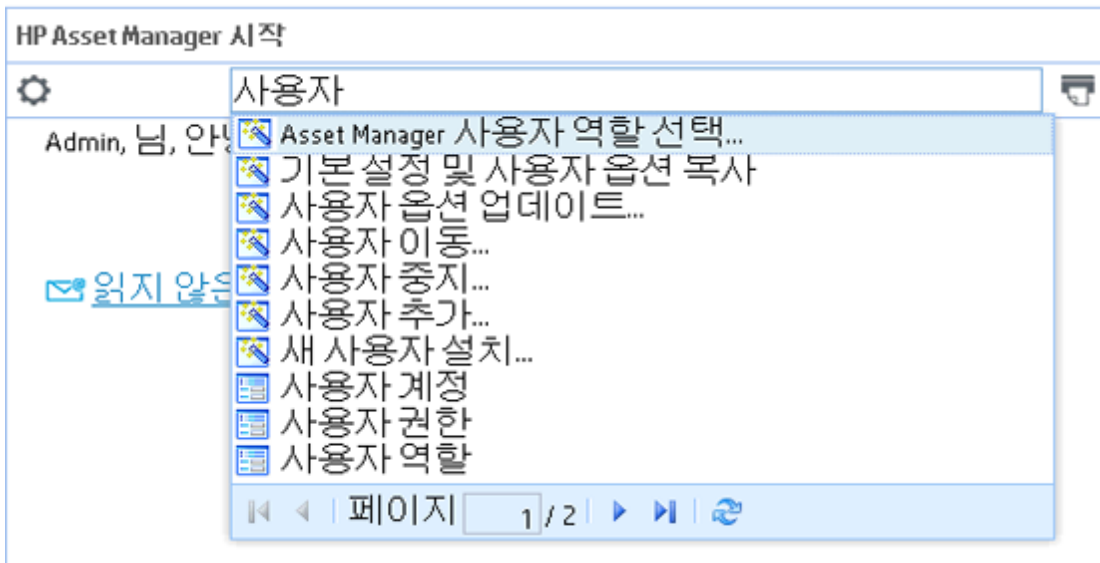 HP Asset Manager 시작
사용자
Admin, 님, 안
Asset Manager 사용자 역할 선택...
기본 설정 및 사용자 옵션 복사
사용자 옵션 업데이트...
사용자 이동...
읽지 않은
사용자 중지...
사용자 추가...
새 사용자 설치...
사용자 계정
사용자 권한
사용자 역할
페이지 1 / 2